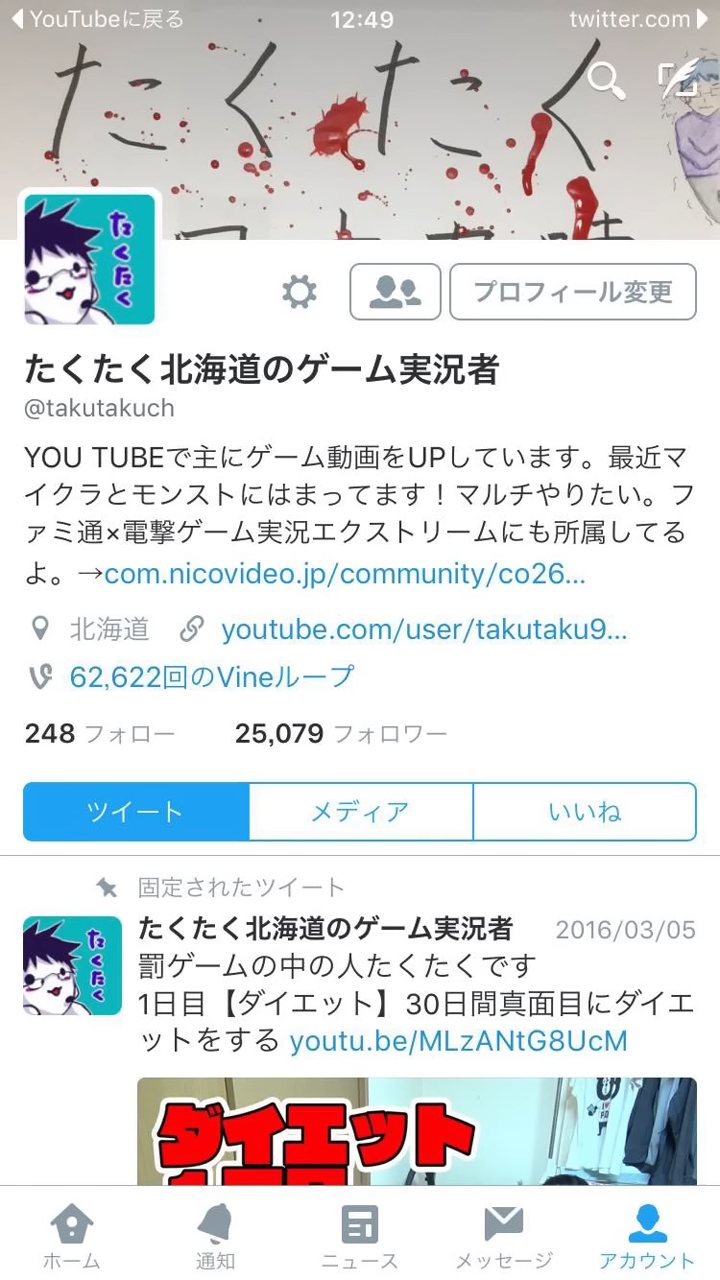 YouTubeに戻る 12:49 twitter.com
たくたく
たくたく
たくたく北海道のゲーム実況者
@takutakuch
プロフィール変更
YOU TUBEで主にゲーム動画をUPしています。最近マ
イクラとモンストにはまってます！マルチやりたい。フ
ァミ通×電撃ゲーム実況エクストリームにも所属してる
よ。→com.nicovideo.jp/community/co26...
北海道 youtube.com/user/takutaku9...
62,622回のVineループ
248 フォロー 25,079 フォロワー
ツイート メディア いいね
固定されたツイート
たくたく北海道のゲーム実況者 2016/03/05
たくたく
罰ゲームの中の人たくたくです
1日目【ダイエット】30日間真面目にダイエ
ットをする youtu.be/MLzANtG8UcM
ダイエット
ホーム 通知 ニュース メッセージ アカウント